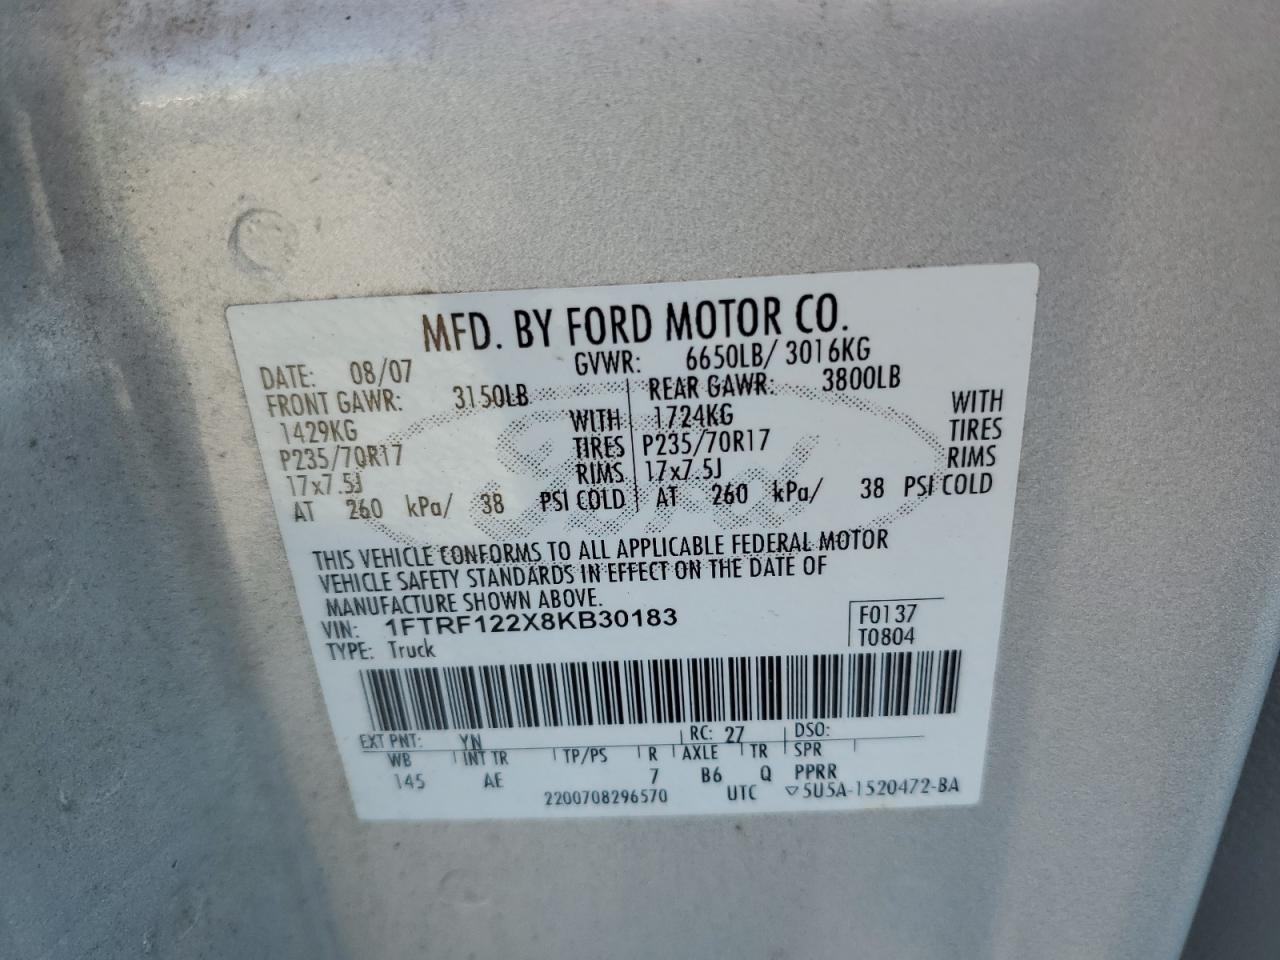 MFD. BY FORD MOTOR CO.
DATE: 08/07 GVWR: 6650LB/ 3016KG
FRONT GAWR: 3150LB REAR GAWR: 3800LB
1429KG WITH 1724KG WITH
P235/70R17 TIRES P235/70R17 TIRES
17x7.5J RIMS 17x7.5J RIMS
AT 260 kPa/ 38 PSI COLD AT 260 kPa/ 38 PSI COLD
THIS VEHICLE CONFORMS TO ALL APPLICABLE FEDERAL MOTOR
VEHICLE SAFETY STANDARDS IN EFFECT ON THE DATE OF
MANUFACTURE SHOWN ABOVE.
VIN: 1FTRF122X8KB30183 F0137
TYPE: Truck T0804
EXT PNT: YN RC: 27 DSO:
WB INT TR TP/PS R AXLE TR SPR
145 AE 7 B6 Q PPRR
2200708296570 UTC ▽5U5A-1520472-BA